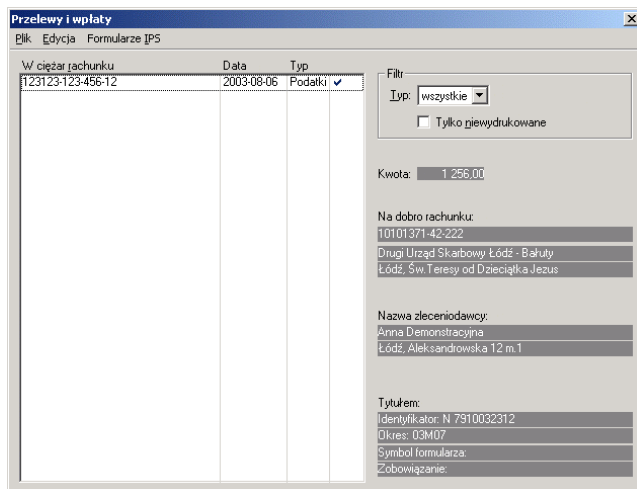 Przelewy i wpłaty
Plik Edycja Formularze IPS
W ciężar rachunku Data Typ
123123-123-456-12 2003-08-06 Podatki
Filtr
Typ: wszystkie
Tylko niewydrukowane
Kwota: 1 256,00
Na dobro rachunku:
10101371-42-222
Drugi Urząd Skarbowy Łódź - Bałuty
Łódź, Św.Teresy od Dzieciątka Jezus
Nazwa zleceniodawcy:
Anna Demonstracyjna
Łódź, Aleksandrowska 12 m.1
Tytułem:
Identyfikator: N 7910032312
Okres: 03M07
Symbol formularza:
Zobowiązanie: